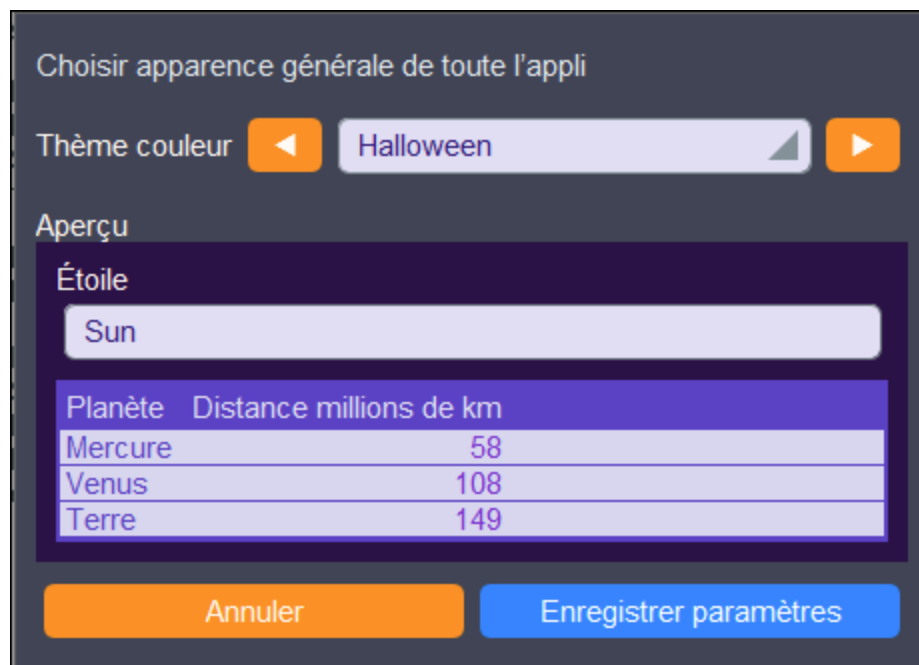 Choisir apparence générale de toute l'appli
Thème couleur Halloween
Aperçu
Étoile
Sun
Planète Distance millions de km
Mercure 58
Venus 108
Terre 149
Annuler Enregistrer paramètres